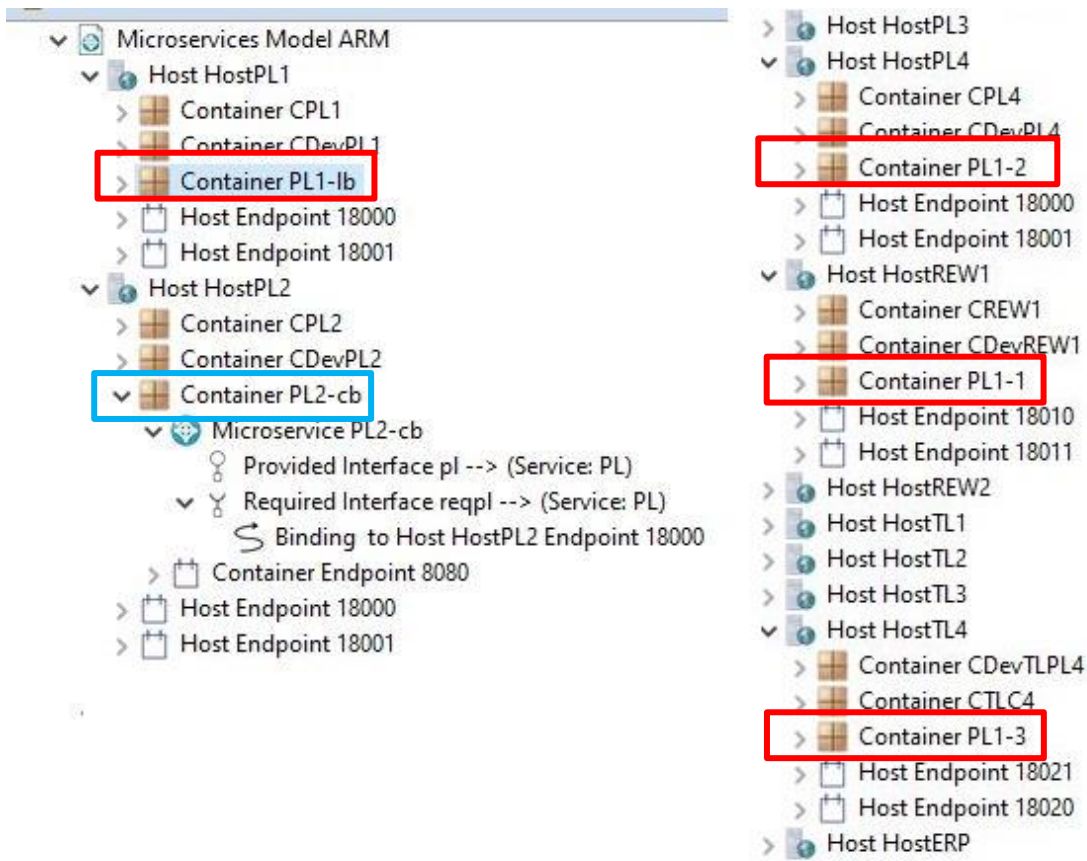 Microservices Model ARM
Host HostPL1
Container CPL1
Container CDevPL1
Container PL1-lb
Host Endpoint 18000
Host Endpoint 18001
Host HostPL2
Container CPL2
Container CDevPL2
Container PL2-cb
Microservice PL2-cb
Provided Interface pl --> (Service: PL)
Required Interface reqpl --> (Service: PL)
Binding to Host HostPL2 Endpoint 18000
Container Endpoint 8080
Host Endpoint 18000
Host Endpoint 18001
Host HostPL3
Host HostPL4
Container CPL4
Container CDevPL4
Container PL1-2
Host Endpoint 18000
Host Endpoint 18001
Host HostREW1
Container CREW1
Container CDevREW1
Container PL1-1
Host Endpoint 18010
Host Endpoint 18011
Host HostREW2
Host HostTL1
Host HostTL2
Host HostTL3
Host HostTL4
Container CDevTLPL4
Container CTLC4
Container PL1-3
Host Endpoint 18021
Host Endpoint 18020
Host HostERP